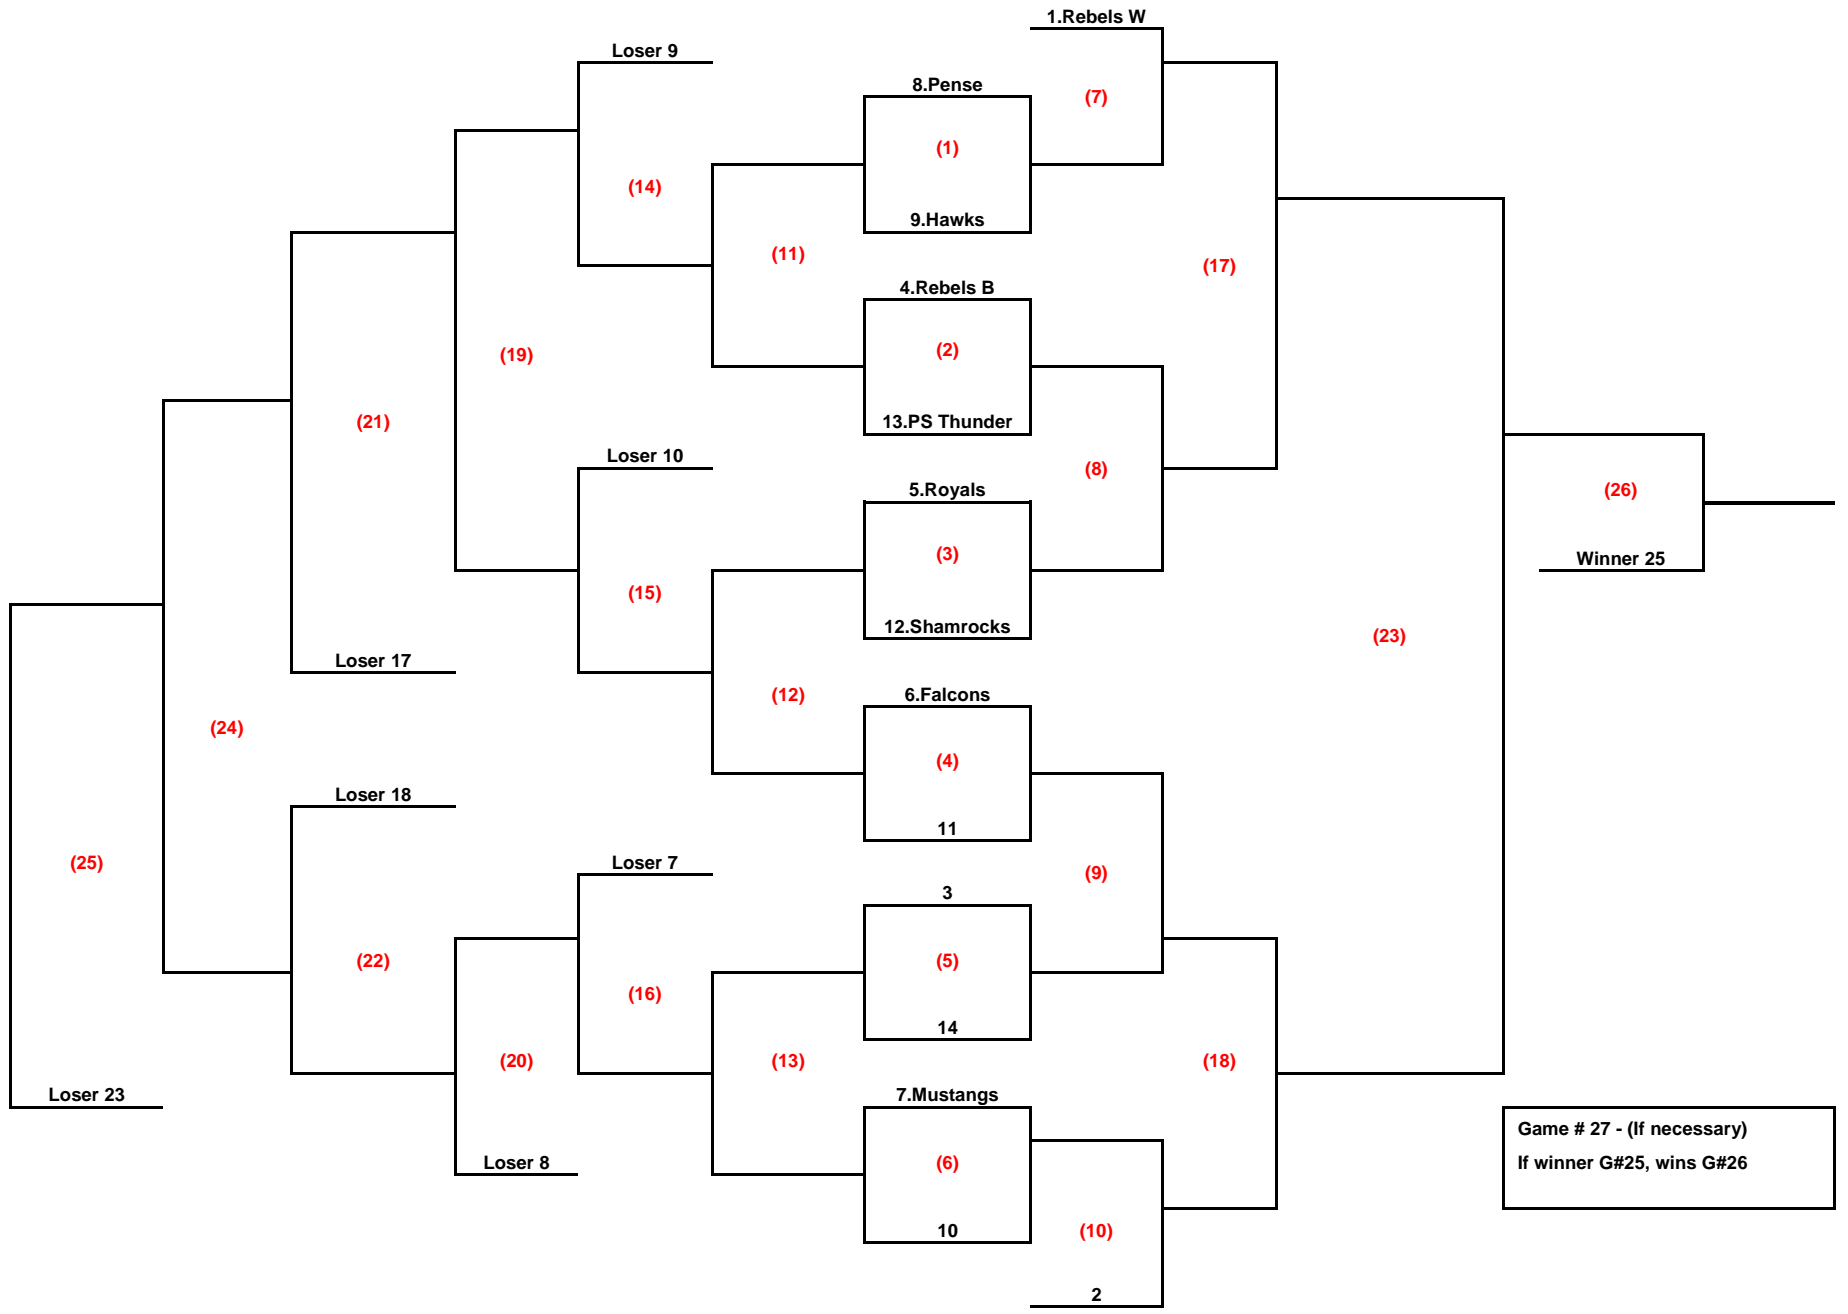 1.Rebels W
Loser 9
8.Pense
(7)
(1)
(14)
9.Hawks
(11)
(17)
4.Rebels B
(2)
(19)
(21)
13.PS Thunder
Loser 10
(8)
5.Royals
(26)
(3)
Winner 25
(15)
12.Shamrocks
(23)
Loser 17
(12)
6.Falcons
(24)
(4)
Loser 18
11
(25)
Loser 7
(9)
3
(22)
(5)
(16)
14
(20)
(13)
(18)
Loser 23
7.Mustangs
Game # 27 - (If necessary)
If winner G#25, wins G#26
Loser 8
(6)
10
(10)
2